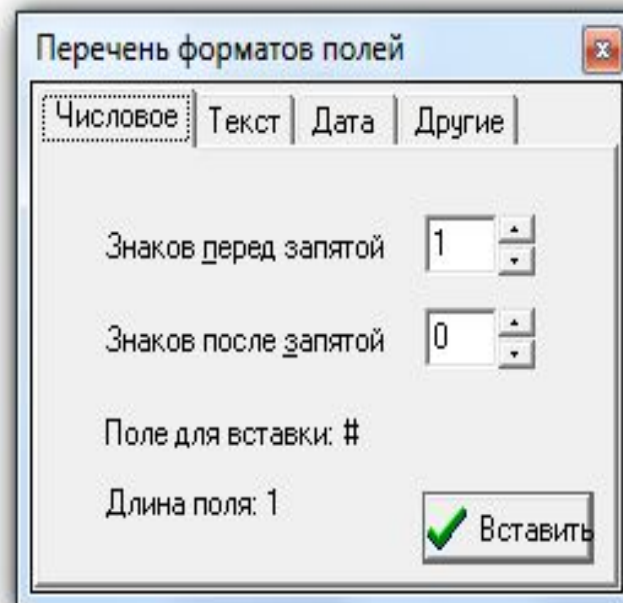 Перечень форматов полей
Числовое Текст Дата Другие
Знаков перед запятой 1
Знаков после запятой 0
Поле для вставки: #
Длина поля: 1
Вставить